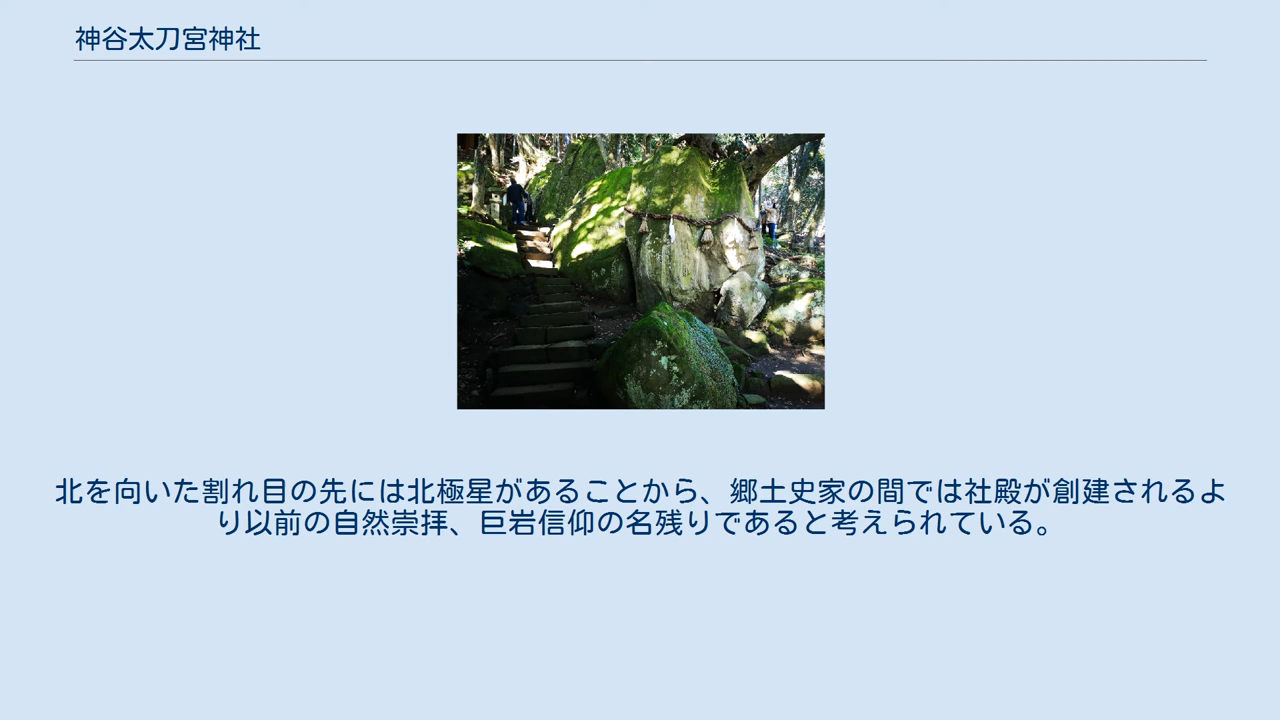 神谷太刀宮神社
北を向いた割れ目の先には北極星があることから、郷土史家の間では社殿が創建されるよ
り以前の自然崇拝、巨岩信仰の名残りであると考えられている。